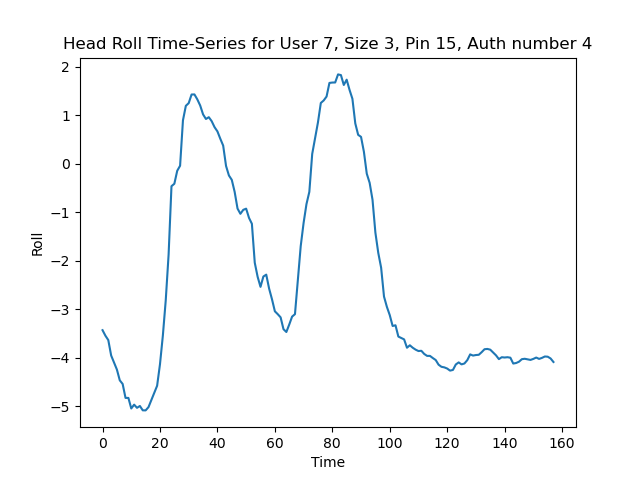 Head Roll Time-Series for User 7, Size 3, Pin 15, Auth number 4
2
1
0
−1
−2
−3
−4
−5
Roll
0 20 40 60 80 100 120 140 160
Time